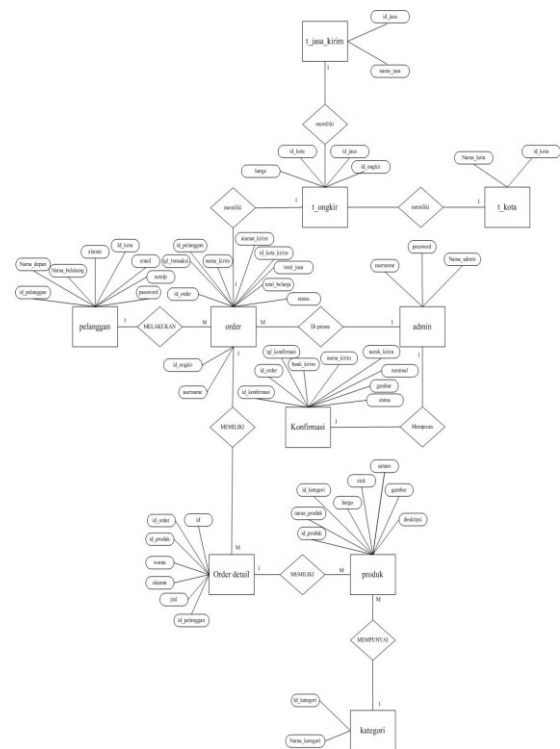 id_jasa
t_jasa_kirim
nama_jasa
1
memiliki
id_kota
id_jasa
harga
id_ongkir
Nama_kota
id_kota
memiliki
1
t_ongkir
memiliki
1
t_kota
alamat
Id_kota
id_pelanggan
alamat_kirim
password
Nama_depan
email
tgl_transaksi
id_kota_kirim
Nama_belakang
nama_kirim
total_jasa
username
Nama_admin
notelp
total_belanja
id_pelanggan
password
id_order
1
status
pelanggan
1
MELAKUKAN
M
order
M
Di proses
1
admin
1
tgl_konfirmasi
nama_kirim
norek_kirim
1
id_ongkir
id_order
bank_kirim
nominal
gambar
username
id_konfirmasi
status
MEMILIKI
Konfirmasi
1
Memproses
satuan
stok
id_kategori
gambar
id_order
id
harga
nama_produk
deskripsi
id_produk
M
id_produk
warna
Order detail
1
MEMILIKI
M
produk
ukuran
jml
M
id_pelanggan
MEMPUNYAI
Id_kategori
1
Nama_kategori
kategori